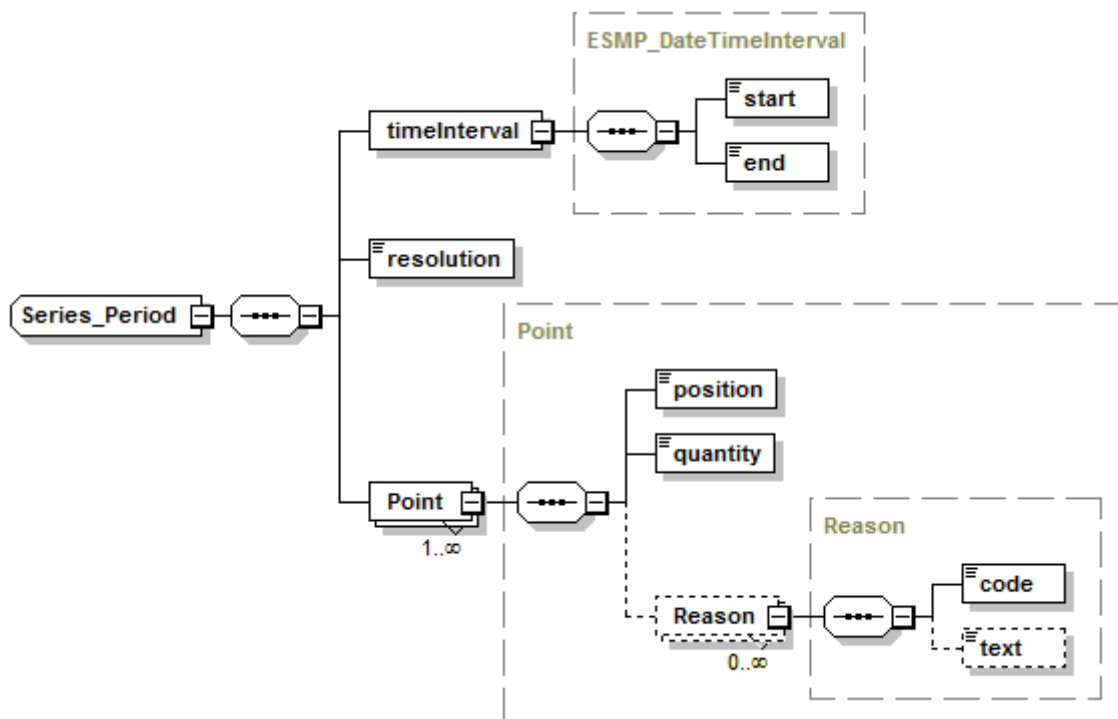 ESMP_DateTimeInterval
start
timeInterval
end
resolution
Series_Period
Point
position
quantity
Point
1..∞
Reason
code
Reason
text
0..∞